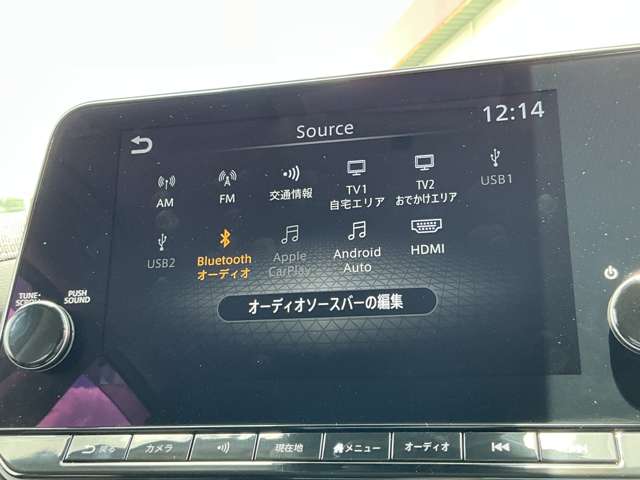 12:14
Source
AM
FM
交通情報
TV1
自宅エリア
TV2
おでかけエリア
USB1
USB2
Bluetooth
オーディオ
Apple
CarPlay
Android
Auto
HDMI
オーディオソースバーの編集
TUNE・
SCROLL
PUSH
SOUND
戻る
カメラ
現在地
メニュー
オーディオ